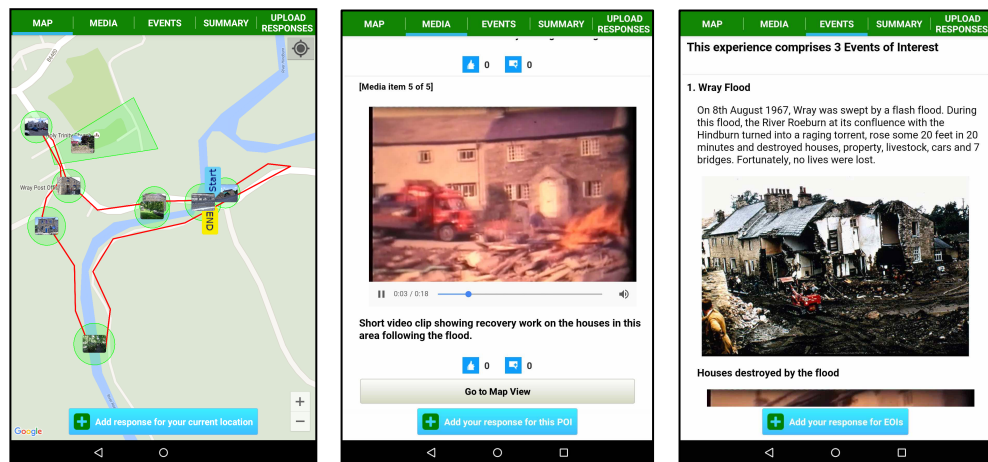 MAP
MEDIA
EVENTS
SUMMARY
UPLOAD
RESPONSES
B6480
Holy Trinity Church
Wray Post Office
Start
END
+
−
Google
Add response for your current location
MAP
MEDIA
EVENTS
SUMMARY
UPLOAD
RESPONSES
0
0
[Media item 5 of 5]
0:03 / 0:18
Short video clip showing recovery work on the houses in this
area following the flood.
0
0
Go to Map View
Add your response for this POI
MAP
MEDIA
EVENTS
SUMMARY
UPLOAD
RESPONSES
This experience comprises 3 Events of Interest
1. Wray Flood
On 8th August 1967, Wray was swept by a flash flood. During
this flood, the River Roeburn at its confluence with the
Hindburn turned into a raging torrent, rose some 20 feet in 20
minutes and destroyed houses, property, livestock, cars and 7
bridges. Fortunately, no lives were lost.
Houses destroyed by the flood
Add your response for EOIs